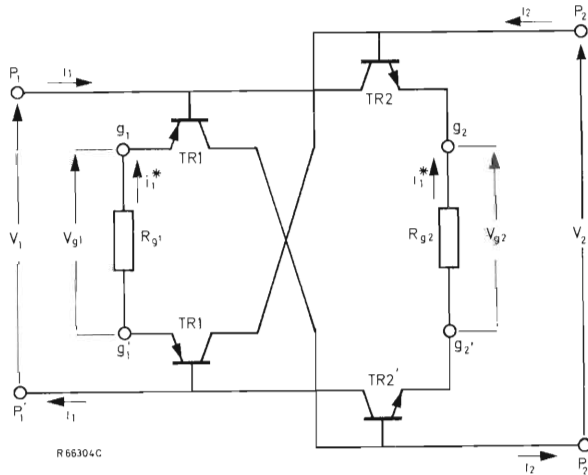 i₂
P₂
P₁
i₁
TR2
g₁
TR1
g₂
i₁*
i₁*
V₁
Vg1
Rg1
Rg2
Vg2
V₂
TR1
g₁'
g₂'
TR2'
P₁'
i₁
P₂
i₂
R66304C